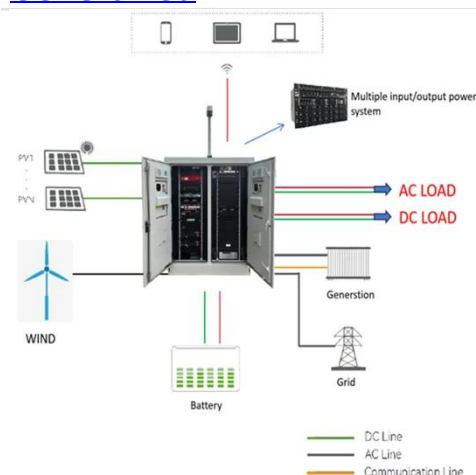 Multiple input/output power
system
PV1
PVN
AC LOAD
DC LOAD
WIND
Generstion
Grid
Battery
DC Line
AC Line
Communication Line